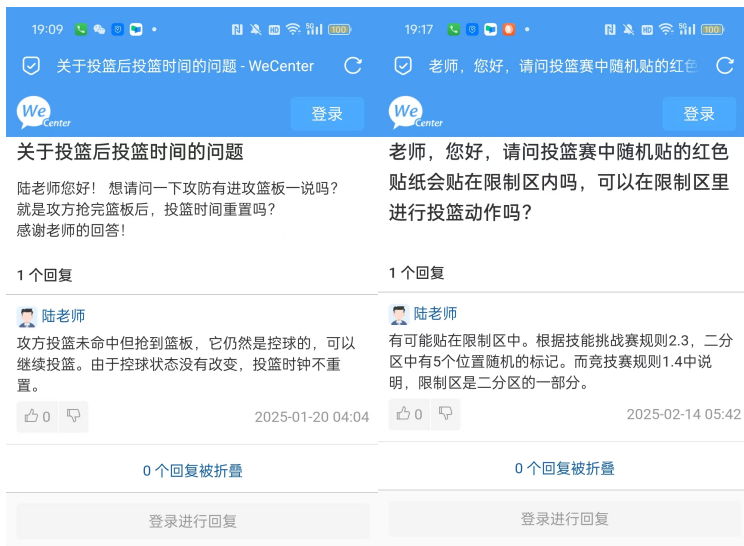 19:09
HD
5G
100
关于投篮后投篮时间的问题 - WeCenter
We Center
登录
关于投篮后投篮时间的问题
陆老师您好！ 想请问一下攻防有进攻篮板一说吗？
就是攻方抢完篮板后，投篮时间重置吗？
感谢老师的回答！
1 个回复
陆老师
攻方投篮未命中但抢到篮板，它仍然是控球的，可以
继续投篮。由于控球状态没有改变，投篮时钟不重
置。
0
2025-01-20 04:04
0 个回复被折叠
登录进行回复
19:17
HD
5G
100
老师，您好，请问投篮赛中随机贴的红色
We Center
登录
老师，您好，请问投篮赛中随机贴的红色
贴纸会贴在限制区内吗，可以在限制区里
进行投篮动作吗？
1 个回复
陆老师
有可能贴在限制区中。根据技能挑战赛规则2.3，二分
区中有5个位置随机的标记。而竞技赛规则1.4中说
明，限制区是二分区的一部分。
0
2025-02-14 05:42
0 个回复被折叠
登录进行回复